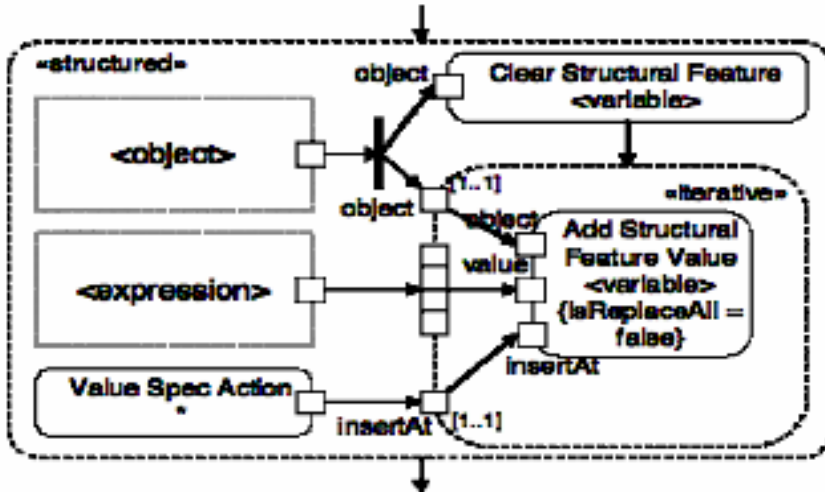 «structured»
object
Clear Structural Feature
<variable>
<object>
[1..1]
«iterative»
object
object
Add Structural
Feature Value
<variable>
{isReplaceAll =
false}
value
<expression>
insertAt
Value Spec Action
*
insertAt
[1..1]